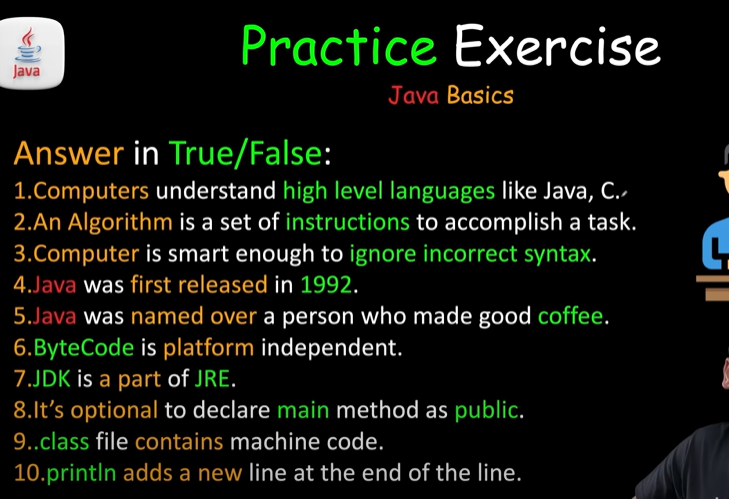 Java
Practice Exercise
Java Basics
Answer in True/False:
1.Computers understand high level languages like Java, C.
2.An Algorithm is a set of instructions to accomplish a task.
3.Computer is smart enough to ignore incorrect syntax.
4.Java was first released in 1992.
5.Java was named over a person who made good coffee.
6.ByteCode is platform independent.
7.JDK is a part of JRE.
8.It's optional to declare main method as public.
9..class file contains machine code.
10.println adds a new line at the end of the line.